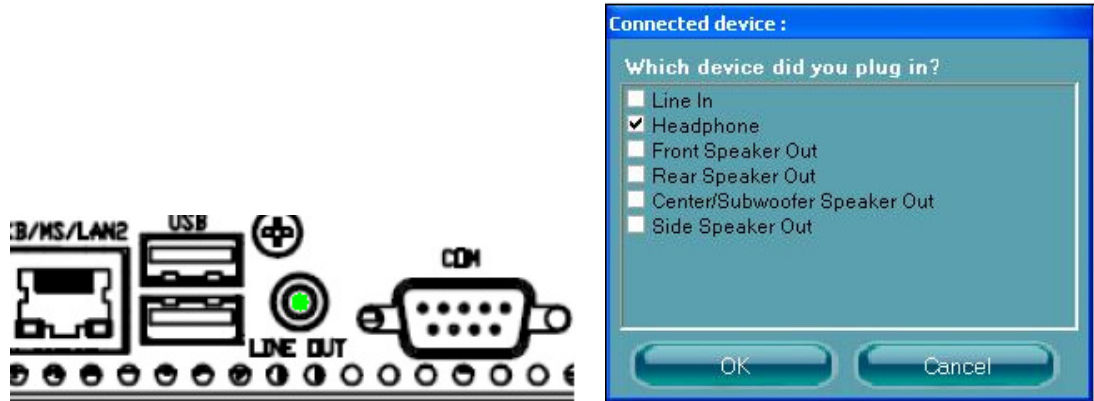 :B/MS/LAN2
USB
COM
LINE OUT
Connected device :
Which device did you plug in?
Line In
Headphone
Front Speaker Out
Rear Speaker Out
Center/Subwoofer Speaker Out
Side Speaker Out
OK
Cancel